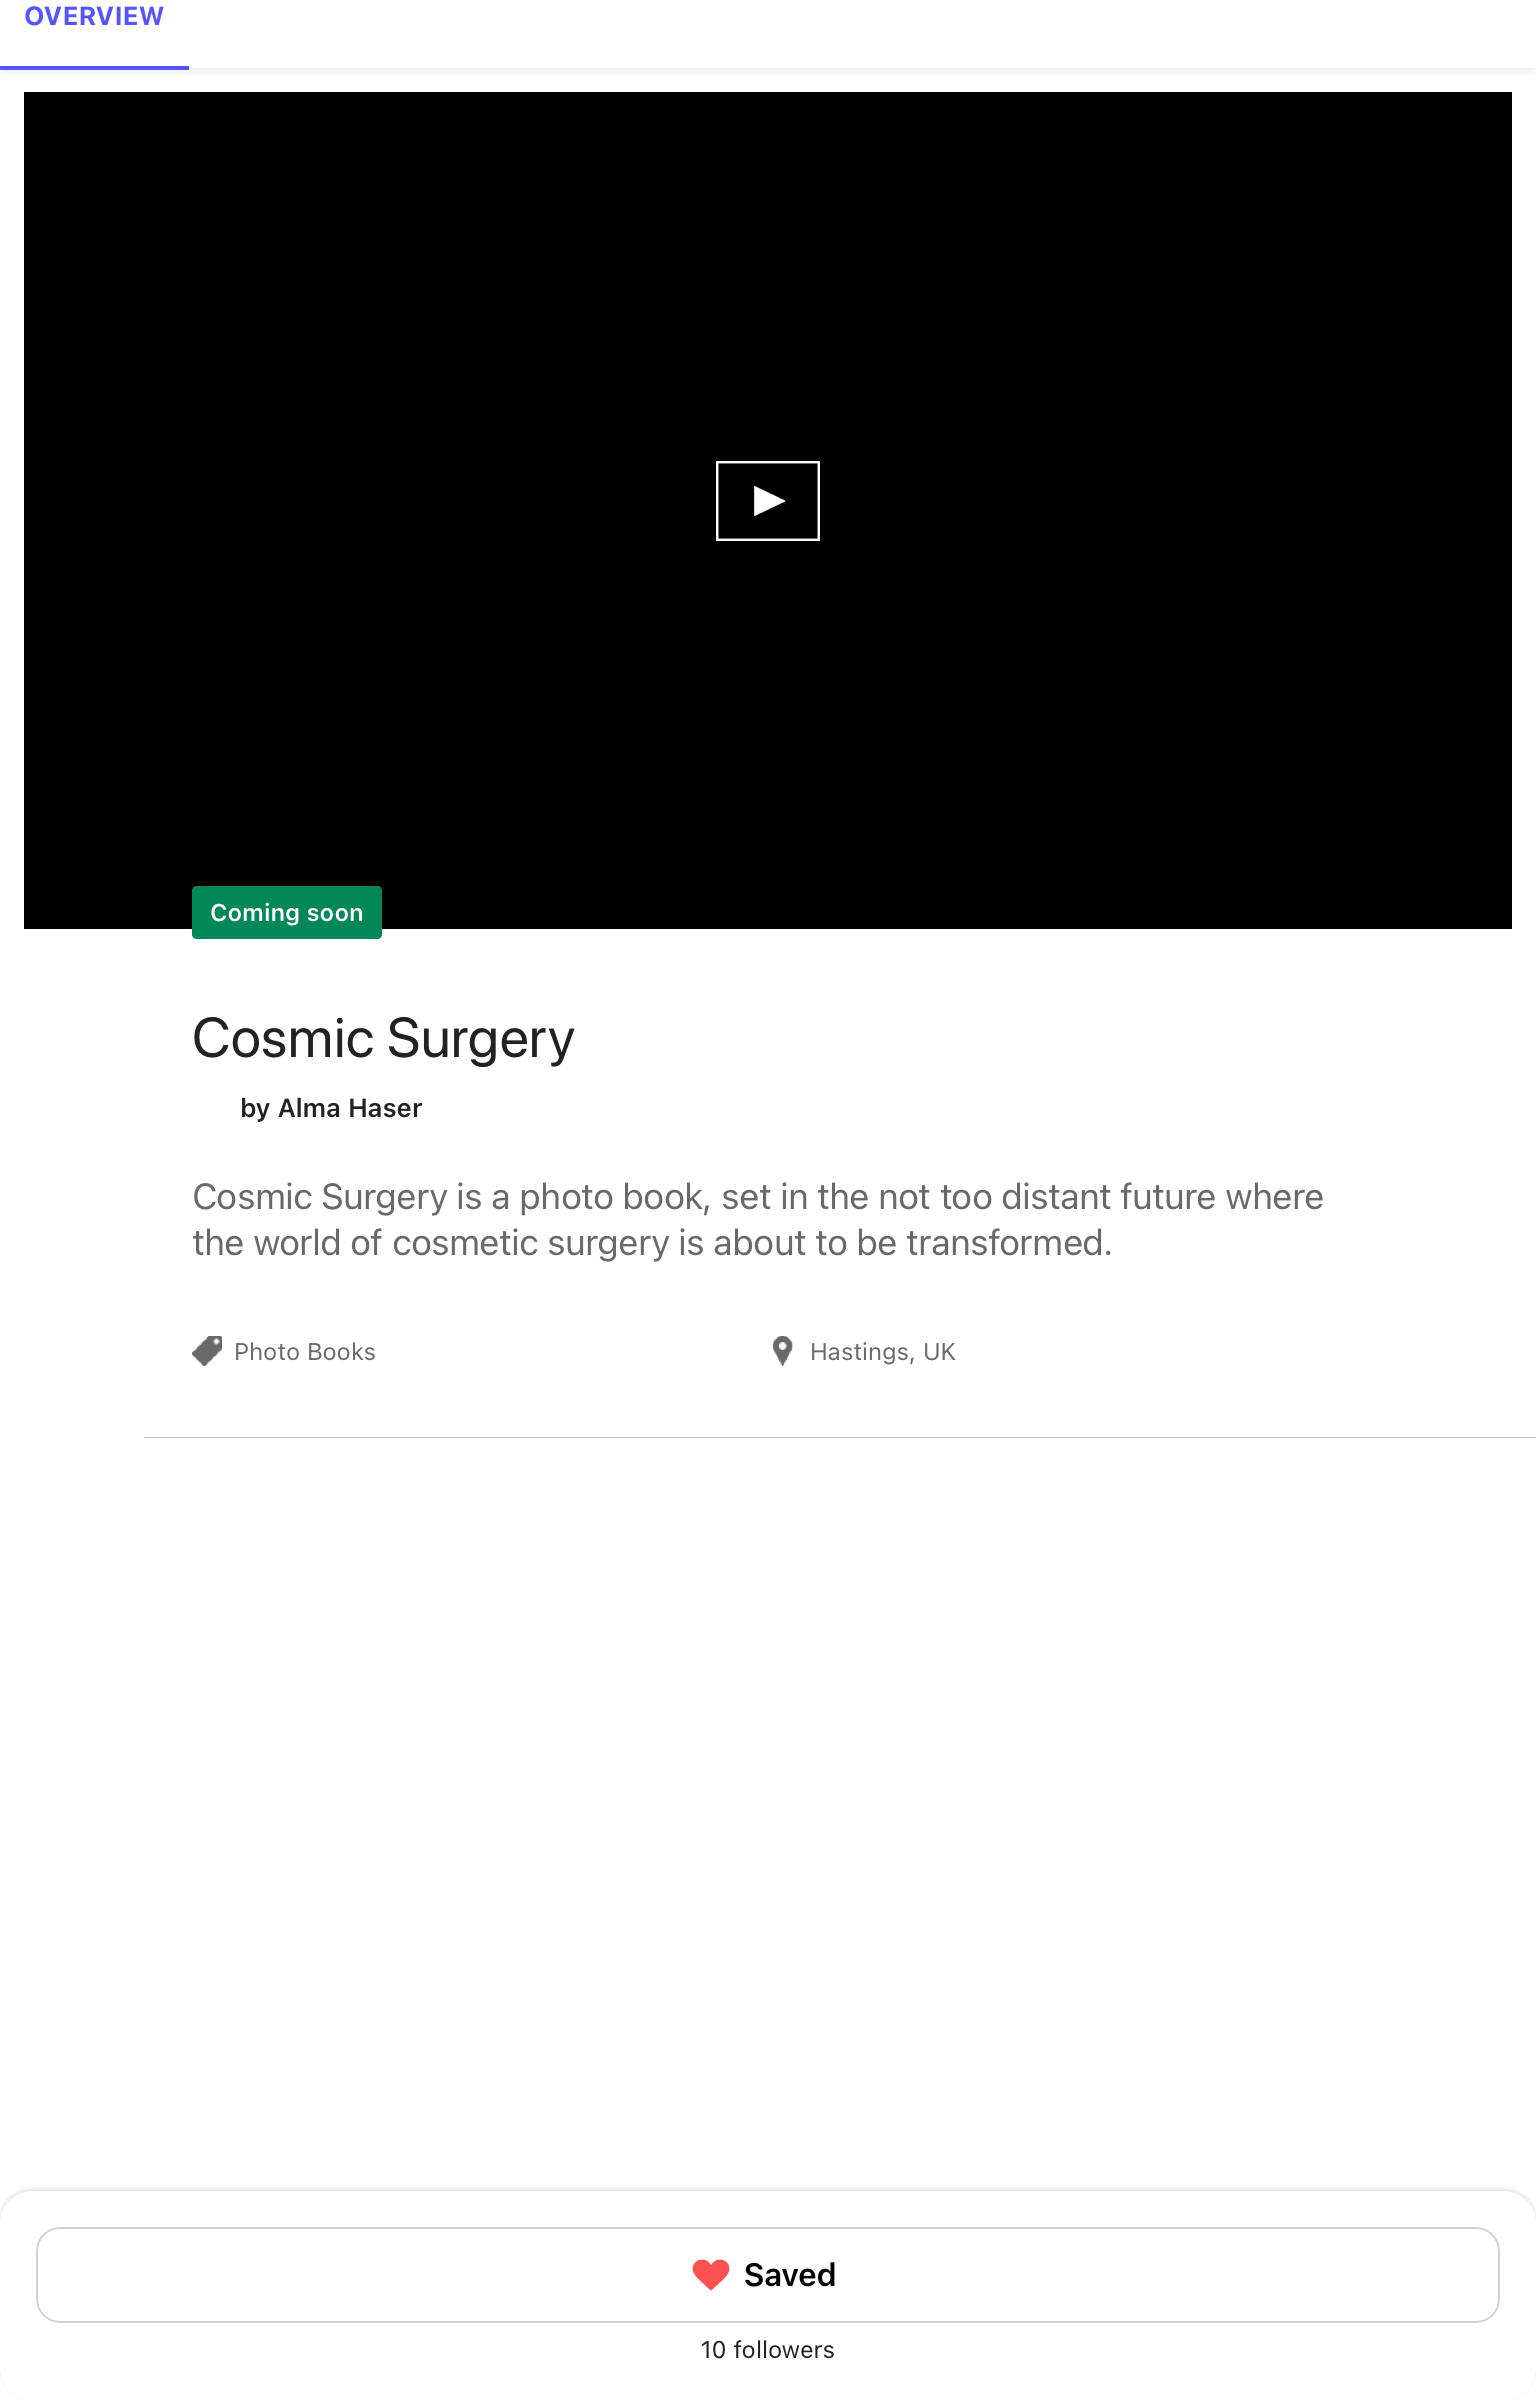 OVERVIEW
Coming soon
Cosmic Surgery
by Alma Haser
Cosmic Surgery is a photo book, set in the not too distant future where
the world of cosmetic surgery is about to be transformed.
Photo Books
Hastings, UK
Saved
10 followers